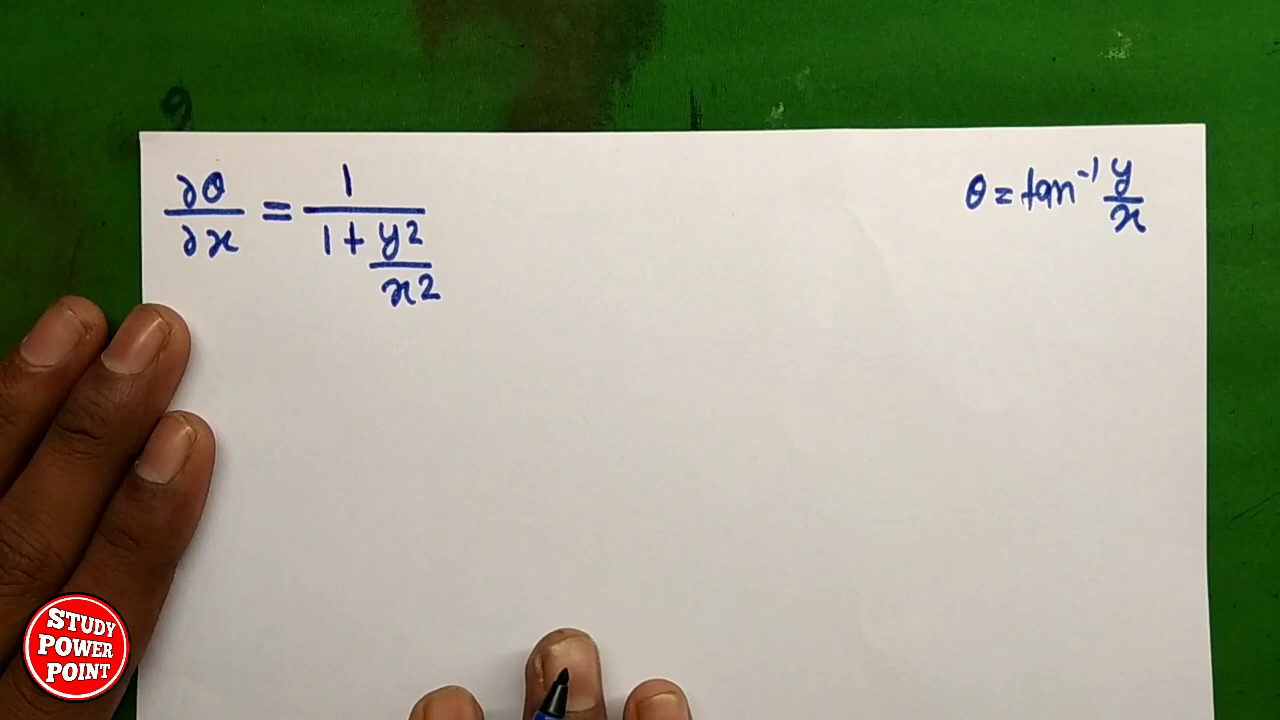 ∂θ/∂x = 1/(1 + y2/x2)
θ = tan⁻¹ y/x
STUDY
POWER
POINT